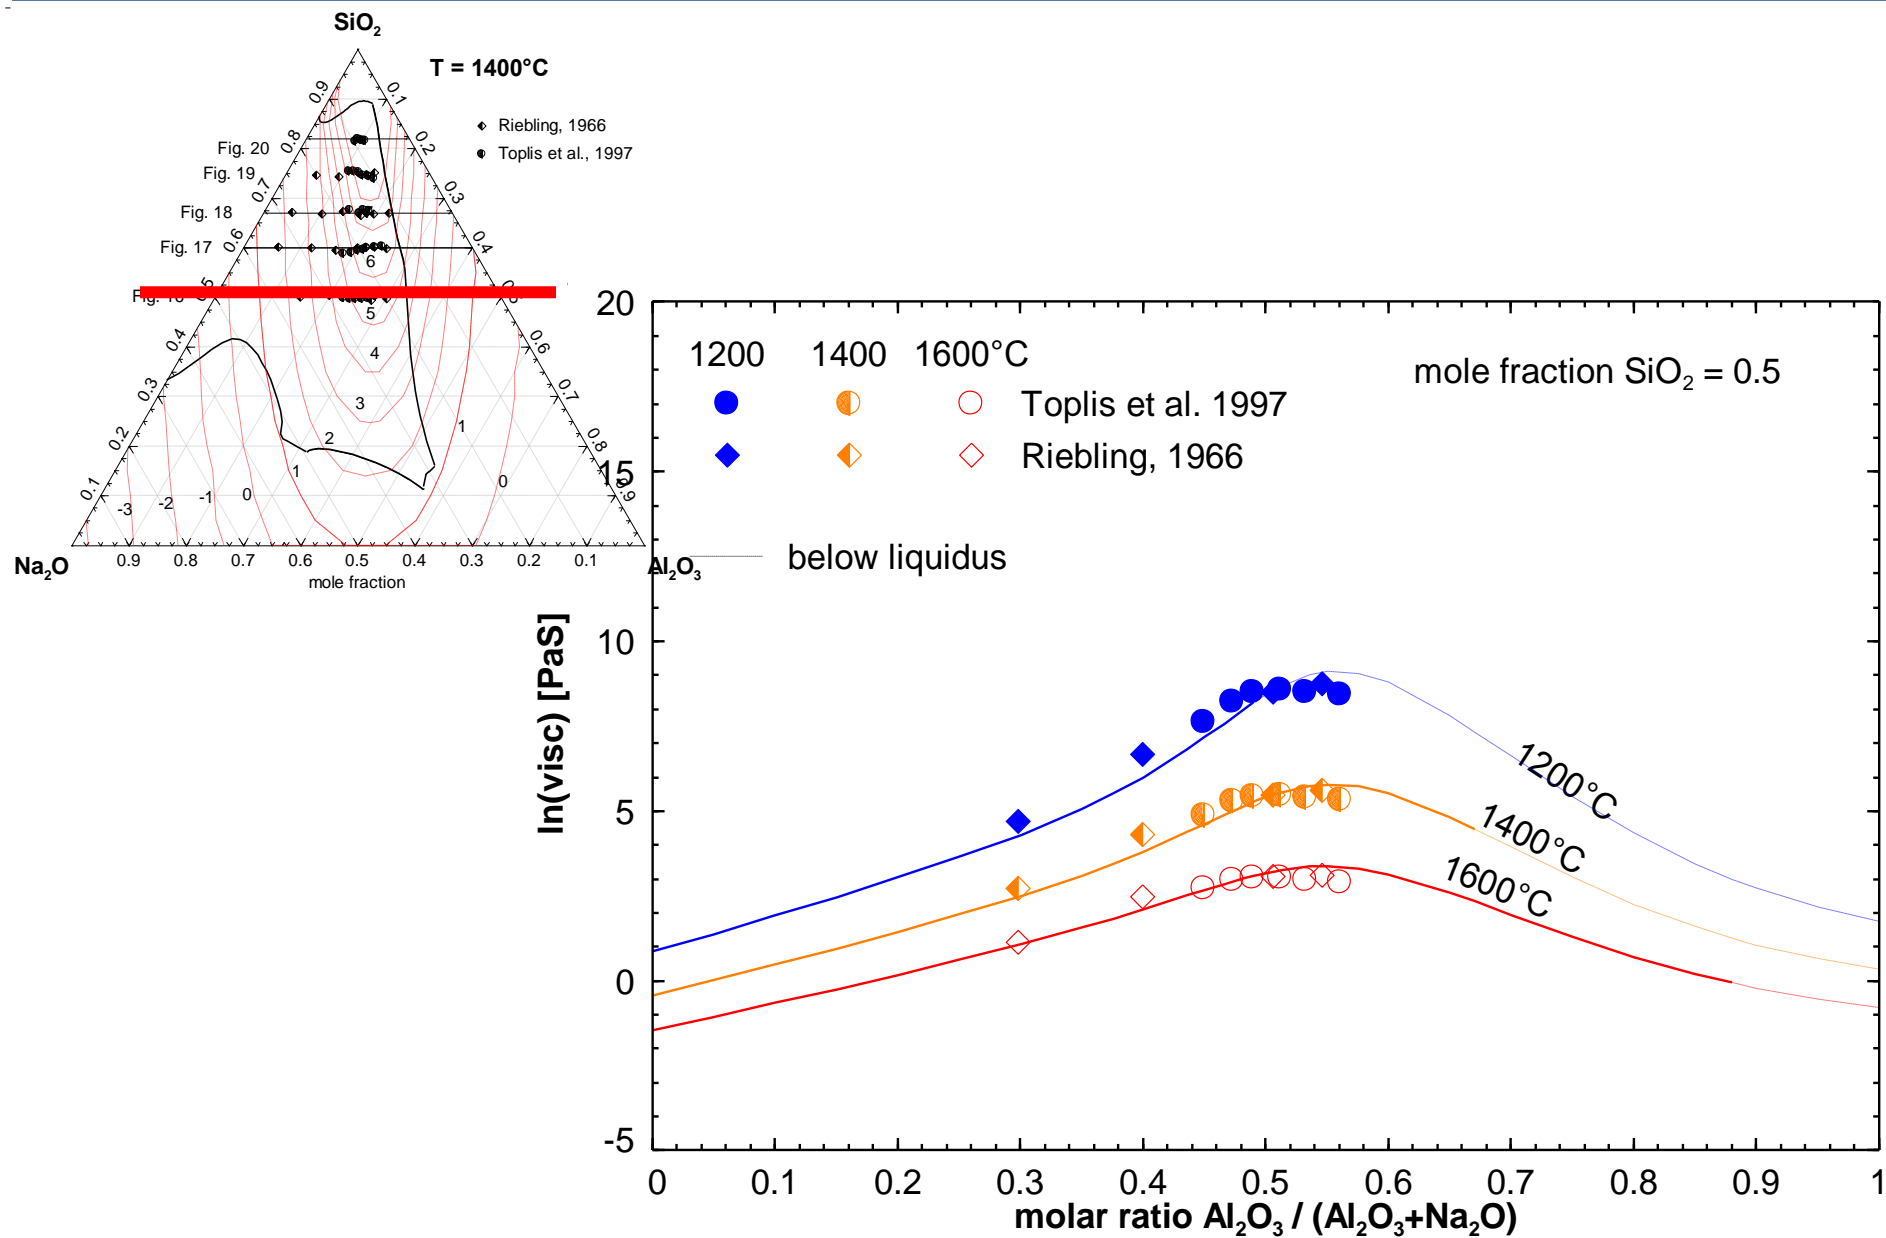 SiO2
T = 1400°C
Riebling, 1966
Toplis et al., 1997
Fig. 20
Fig. 19
Fig. 18
Fig. 17
0.9
0.8
0.7
0.6
0.4
0.3
0.2
0.1
0.1
0.2
0.3
0.4
0.6
0.7
0.8
6
5
4
3
2
1
1
0
-3
-2
-1
0
Na2O
0.9
0.8
0.7
0.6
0.5
0.4
0.3
0.2
0.1
Al2O3
mole fraction
20
15
10
5
0
-5
1200 1400 1600°C
mole fraction SiO2 = 0.5
Toplis et al. 1997
Riebling, 1966
below liquidus
ln(visc) [PaS]
1200°C
1400°C
1600°C
0 0.1 0.2 0.3 0.4 0.5 0.6 0.7 0.8 0.9 1
molar ratio Al2O3 / (Al2O3+Na2O)